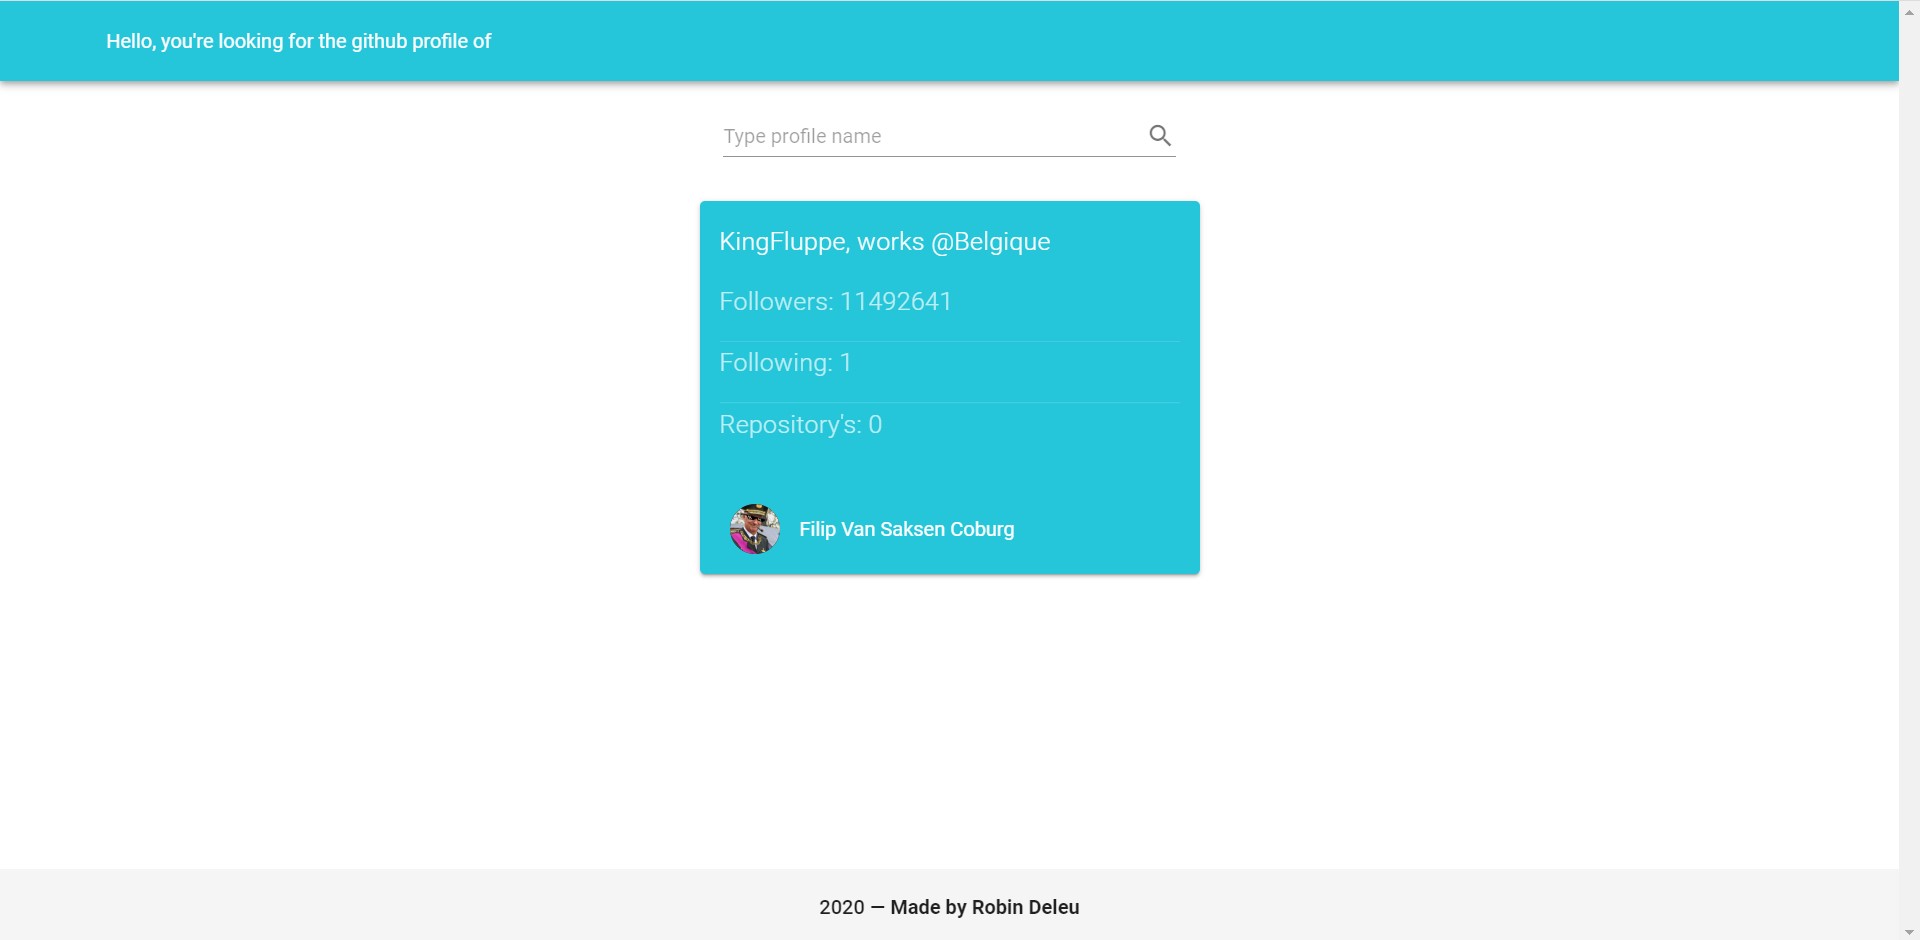 Hello, you're looking for the github profile of
Type profile name
KingFluppe, works @Belgique
Followers: 11492641
Following: 1
Repository's: 0
Filip Van Saksen Coburg
2020 — Made by Robin Deleu